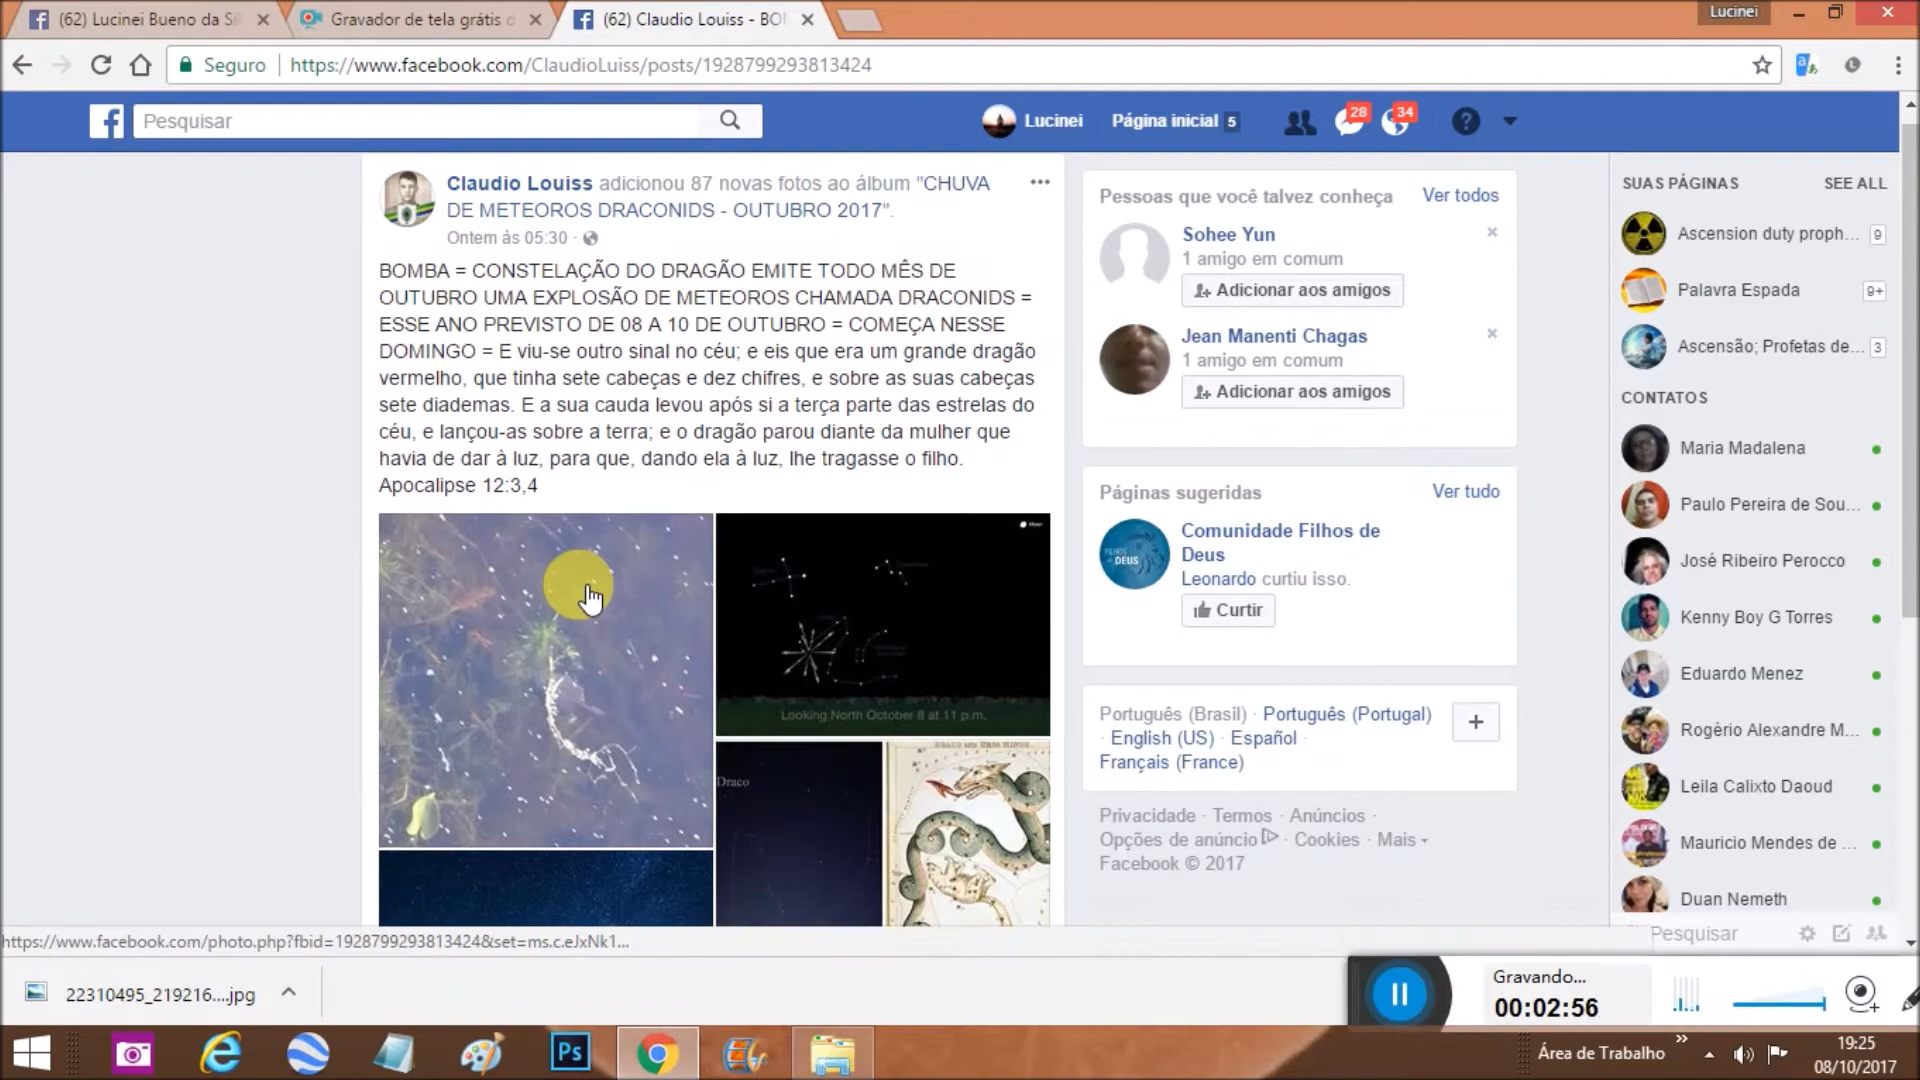 (62) Lucinei Bueno da Sil
Gravador de tela grátis d
(62) Claudio Louiss - BOM
Lucinei
Seguro
https://www.facebook.com/ClaudioLuiss/posts/1928799293813424
Pesquisar
Lucinei
Página inicial 5
28
34
Claudio Louiss adicionou 87 novas fotos ao álbum "CHUVA
DE METEOROS DRACONIDS - OUTUBRO 2017".
Ontem às 05:30 ·
BOMBA = CONSTELAÇÃO DO DRAGÃO EMITE TODO MÊS DE
OUTUBRO UMA EXPLOSÃO DE METEOROS CHAMADA DRACONIDS =
ESSE ANO PREVISTO DE 08 A 10 DE OUTUBRO = COMEÇA NESSE
DOMINGO = E viu-se outro sinal no céu; e eis que era um grande dragão
vermelho, que tinha sete cabeças e dez chifres, e sobre as suas cabeças
sete diademas. E a sua cauda levou após si a terça parte das estrelas do
céu, e lançou-as sobre a terra; e o dragão parou diante da mulher que
havia de dar à luz, para que, dando ela à luz, lhe tragasse o filho.
Apocalipse 12:3,4
Looking North October 8 at 11 p.m.
Draco
DRACO AND URSA MINOR
Pessoas que você talvez conheça
Ver todos
Sohee Yun
1 amigo em comum
Adicionar aos amigos
Jean Manenti Chagas
1 amigo em comum
Adicionar aos amigos
Páginas sugeridas
Ver tudo
FILHOS
DEUS
Comunidade Filhos de
Deus
Leonardo curtiu isso.
Curtir
Português (Brasil) · Português (Portugal)
· English (US) · Español ·
Français (France)
Privacidade · Termos · Anúncios ·
Opções de anúncio · Cookies · Mais
Facebook © 2017
SUAS PÁGINAS
SEE ALL
Ascension duty proph...
9
Palavra Espada
9+
Ascensão; Profetas de...
3
CONTATOS
Maria Madalena
Paulo Pereira de Sou...
José Ribeiro Perocco
Kenny Boy G Torres
Eduardo Menez
Rogério Alexandre M...
Leila Calixto Daoud
Mauricio Mendes de ...
Duan Nemeth
Pesquisar
https://www.facebook.com/photo.php?fbid=1928799293813424&set=ms.c.eJxNk1...
22310495_219216....jpg
Gravando...
00:02:56
Ps
Área de Trabalho
19:25
08/10/2017